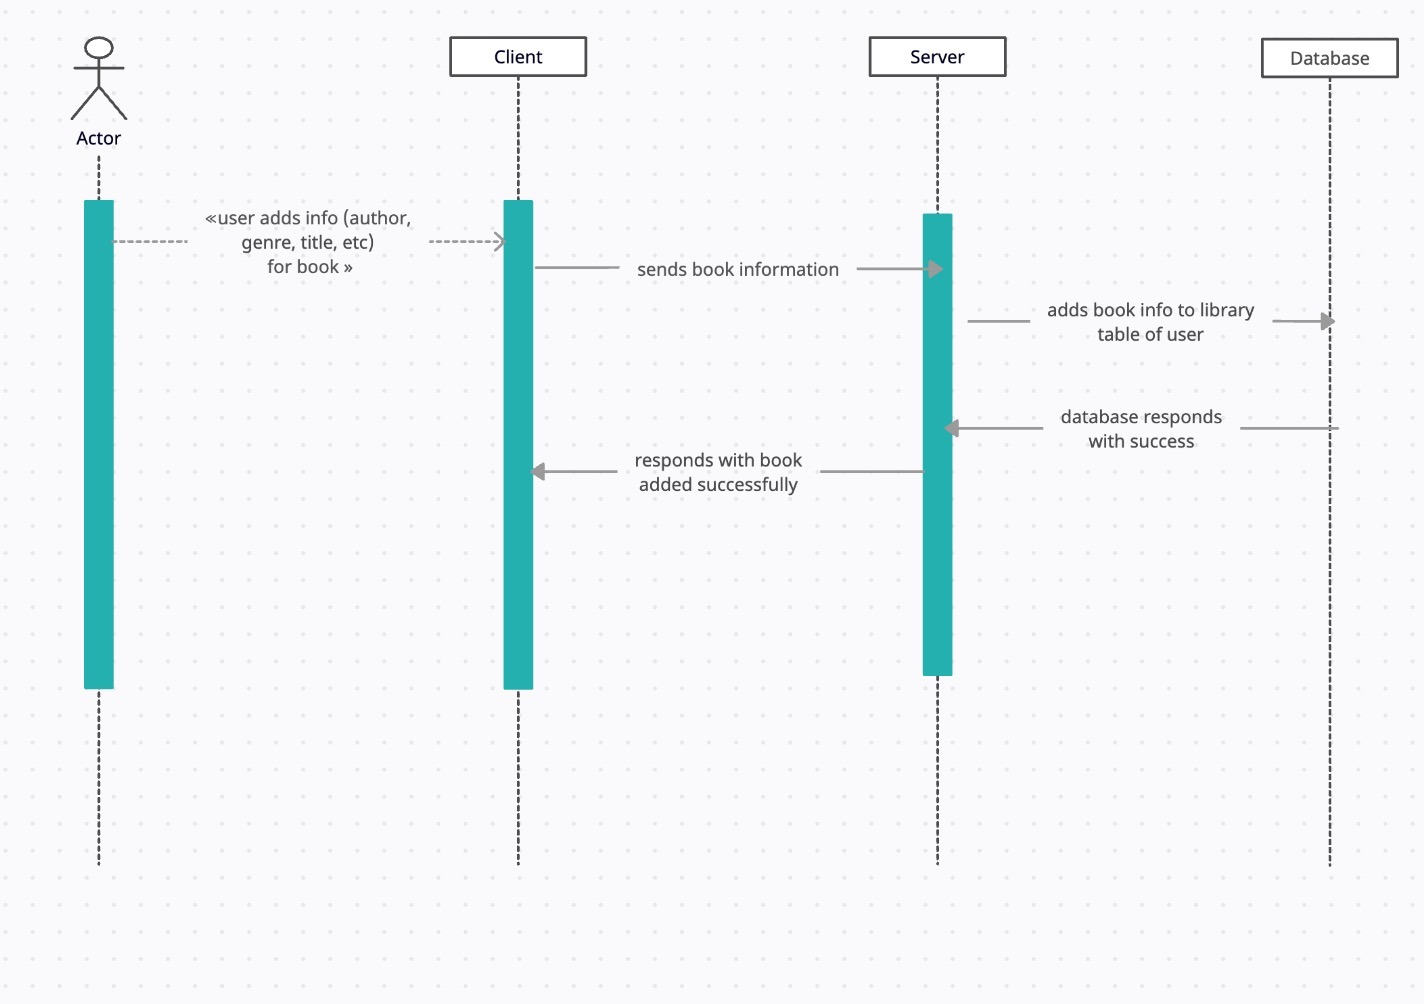 Client
Server
Database
Actor
«user adds info (author,
genre, title, etc)
for book »
sends book information
adds book info to library
table of user
database responds
with success
responds with book
added successfully